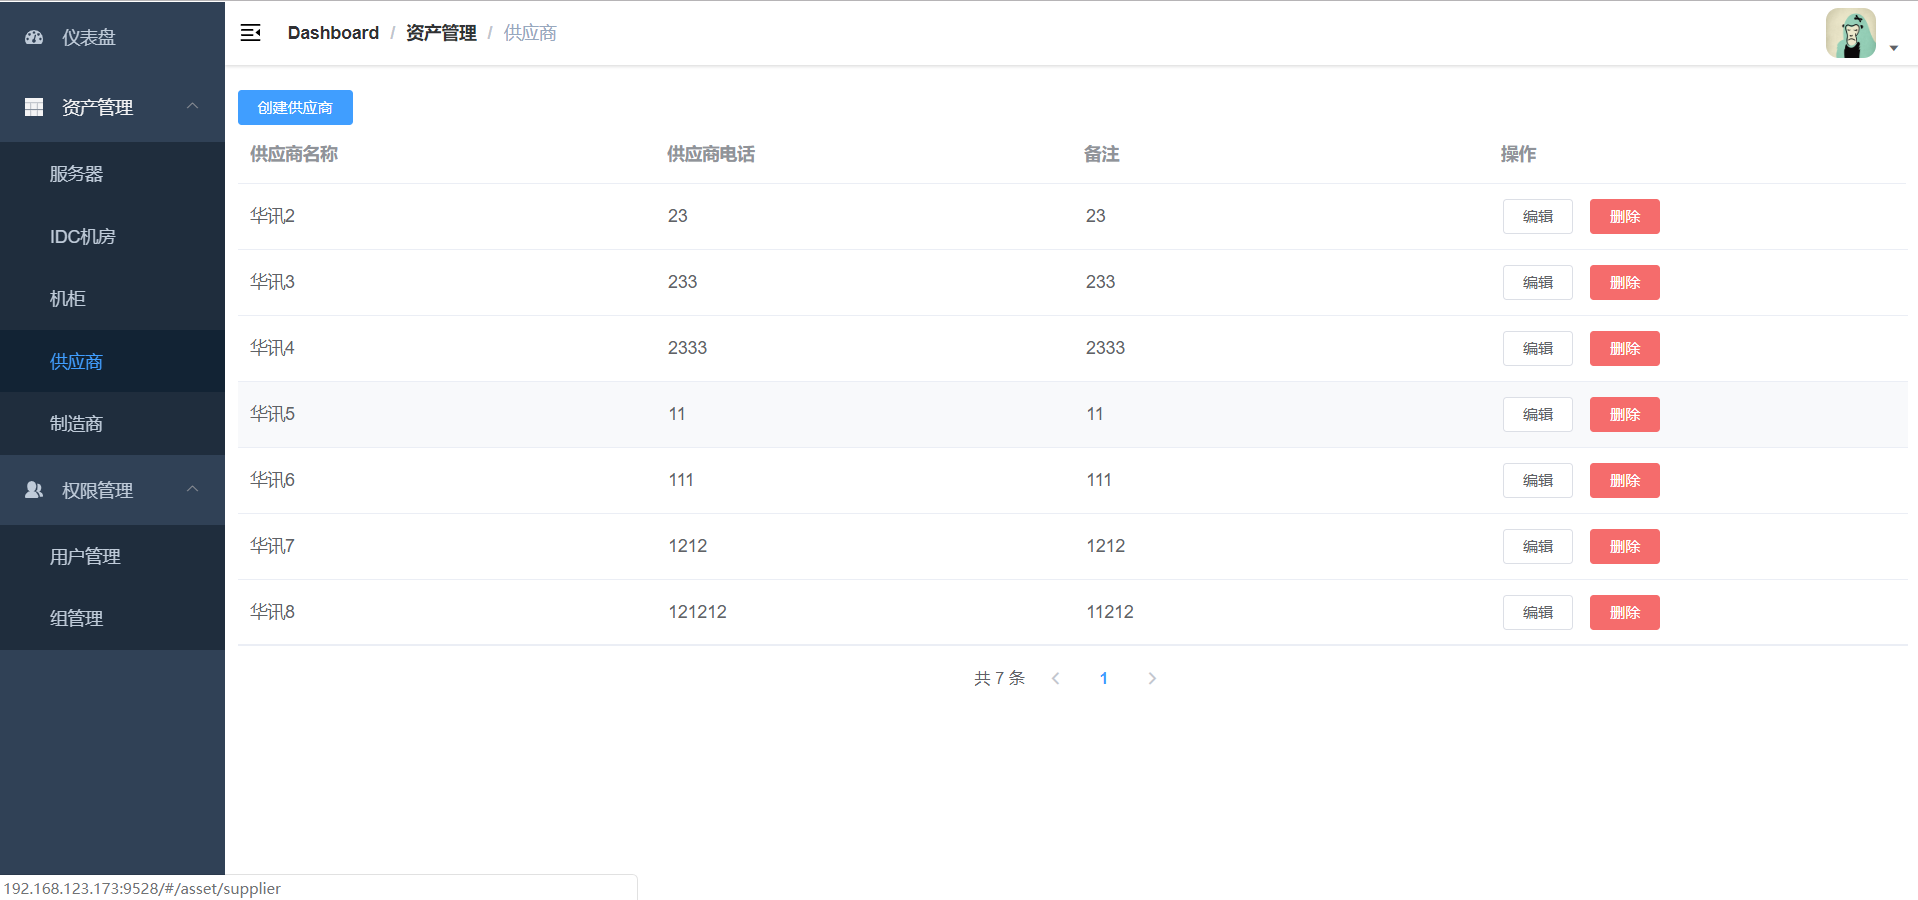 仪表盘
资产管理
服务器
IDC机房
机柜
供应商
制造商
权限管理
用户管理
组管理
Dashboard / 资产管理 / 供应商
创建供应商
供应商名称 供应商电话 备注 操作
华讯2 23 23 编辑 删除
华讯3 233 233 编辑 删除
华讯4 2333 2333 编辑 删除
华讯5 11 11 编辑 删除
华讯6 111 111 编辑 删除
华讯7 1212 1212 编辑 删除
华讯8 121212 11212 编辑 删除
共 7 条 1
192.168.123.173:9528/#/asset/supplier